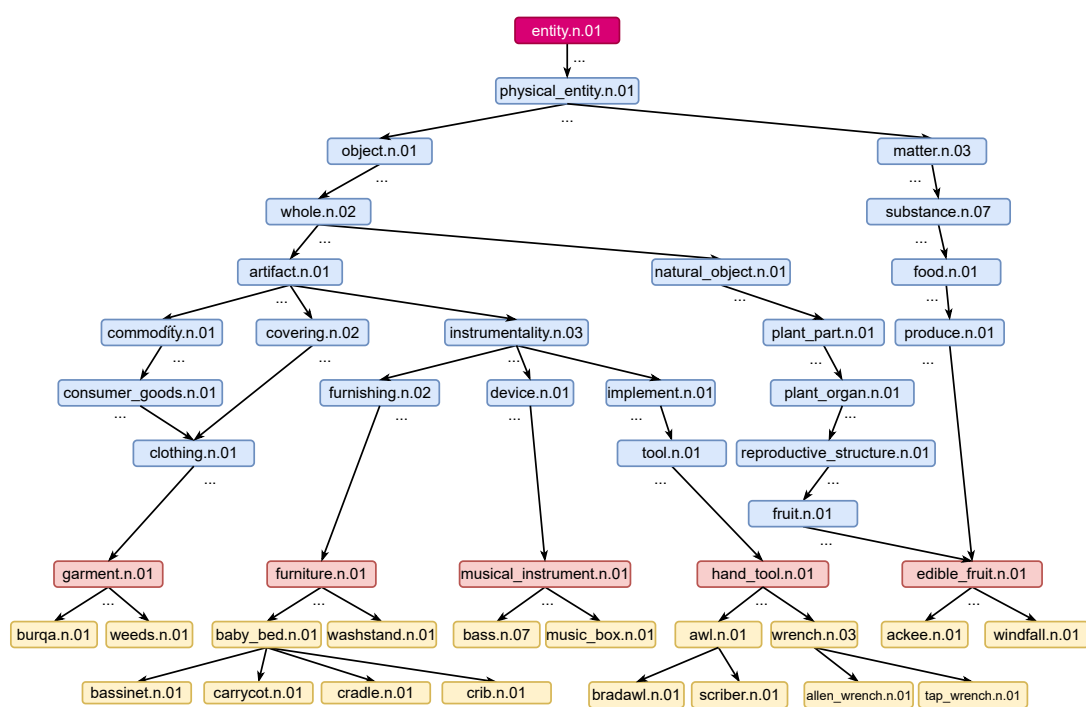 entity.n.01
...
physical_entity.n.01
...
object.n.01
matter.n.03
...
...
whole.n.02
substance.n.07
...
...
artifact.n.01
natural_object.n.01
food.n.01
...
...
...
commodity.n.01
covering.n.02
instrumentality.n.03
plant_part.n.01
produce.n.01
...
...
...
...
...
consumer_goods.n.01
furnishing.n.02
device.n.01
implement.n.01
plant_organ.n.01
...
...
...
...
...
clothing.n.01
tool.n.01
reproductive_structure.n.01
...
...
...
fruit.n.01
...
garment.n.01
furniture.n.01
musical_instrument.n.01
hand_tool.n.01
edible_fruit.n.01
...
...
...
...
...
burqa.n.01
weeds.n.01
baby_bed.n.01
washstand.n.01
bass.n.07
music_box.n.01
awl.n.01
wrench.n.03
ackee.n.01
windfall.n.01
bassinet.n.01
carrycot.n.01
cradle.n.01
crib.n.01
bradawl.n.01
scriber.n.01
allen_wrench.n.01
tap_wrench.n.01